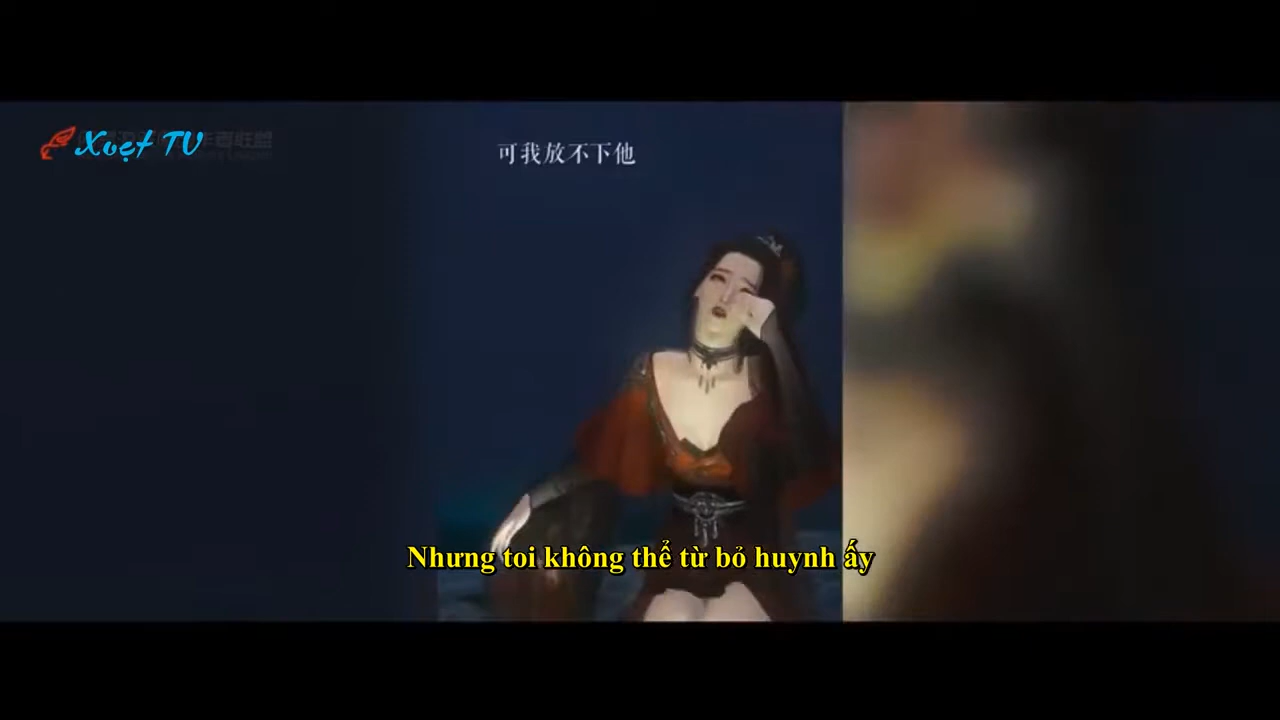 Xoẹt TV
可我放不下他
Nhưng toi không thể từ bỏ huynh ấy